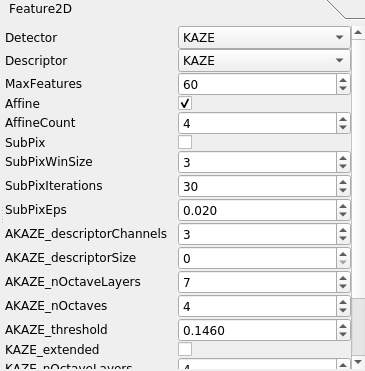 Feature2D
Detector KAZE
Descriptor KAZE
MaxFeatures 60
Affine
AffineCount 4
SubPix
SubPixWinSize 3
SubPixIterations 30
SubPixEps 0.020
AKAZE_descriptorChannels 3
AKAZE_descriptorSize 0
AKAZE_nOctaveLayers 7
AKAZE_nOctaves 4
AKAZE_threshold 0.1460
KAZE_extended
KAZE_nOctaveLayers 4